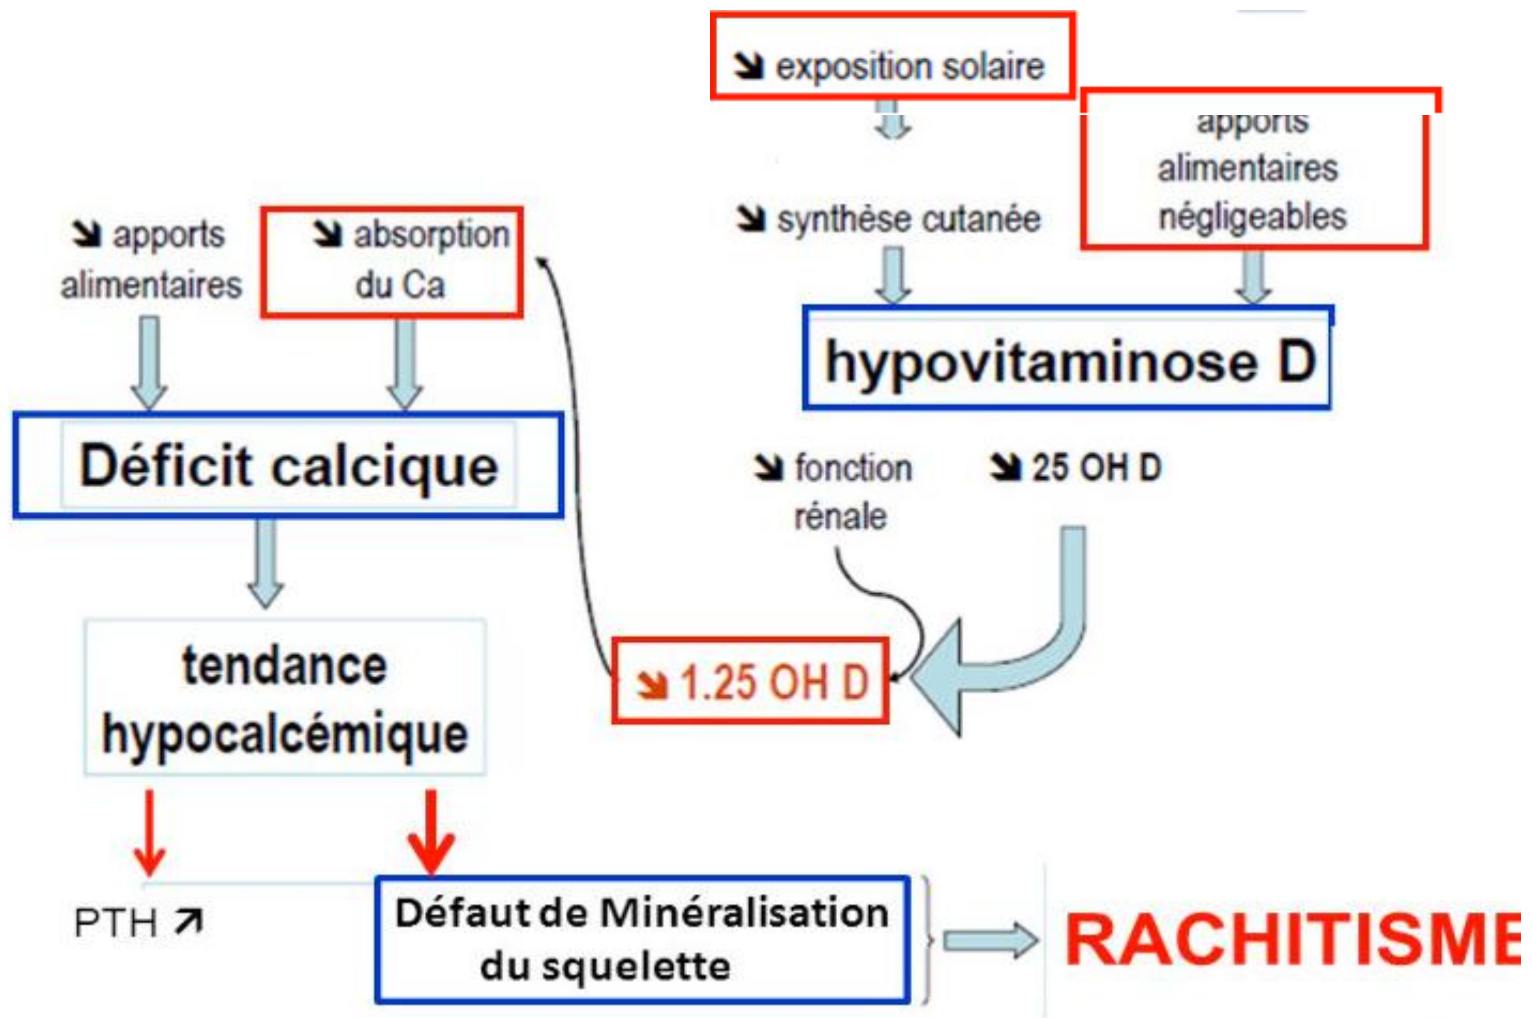 ↘ exposition solaire
apports
alimentaires
négligeables
↘ synthèse cutanée
↘ apports
alimentaires
↘ absorption
du Ca
hypovitaminose D
Déficit calcique
↘ fonction
rénale
↘ 25 OH D
tendance
hypocalcémique
↘ 1.25 OH D
PTH ↗
Défaut de Minéralisation
du squelette
RACHITISME